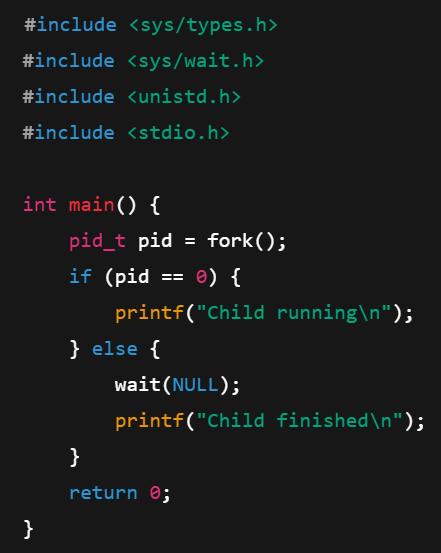 #include <sys/types.h>
#include <sys/wait.h>
#include <unistd.h>
#include <stdio.h>

int main() {
    pid_t pid = fork();
    if (pid == 0) {
        printf("Child running\n");
    } else {
        wait(NULL);
        printf("Child finished\n");
    }
    return 0;
}